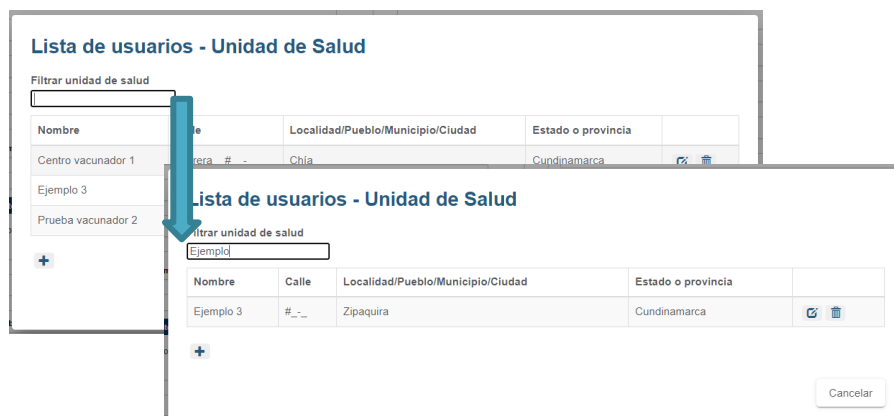 Lista de usuarios - Unidad de Salud
Filtrar unidad de salud
Nombre Localidad/Pueblo/Municipio/Ciudad Estado o provincia
Centro vacunador 1 # - Chía Cundinamarca
Ejemplo 3
Prueba vacunador 2
+
Lista de usuarios - Unidad de Salud
Filtrar unidad de salud
Ejemplo
Nombre Calle Localidad/Pueblo/Municipio/Ciudad Estado o provincia
Ejemplo 3 #_-_ Zipaquira Cundinamarca
+
Cancelar